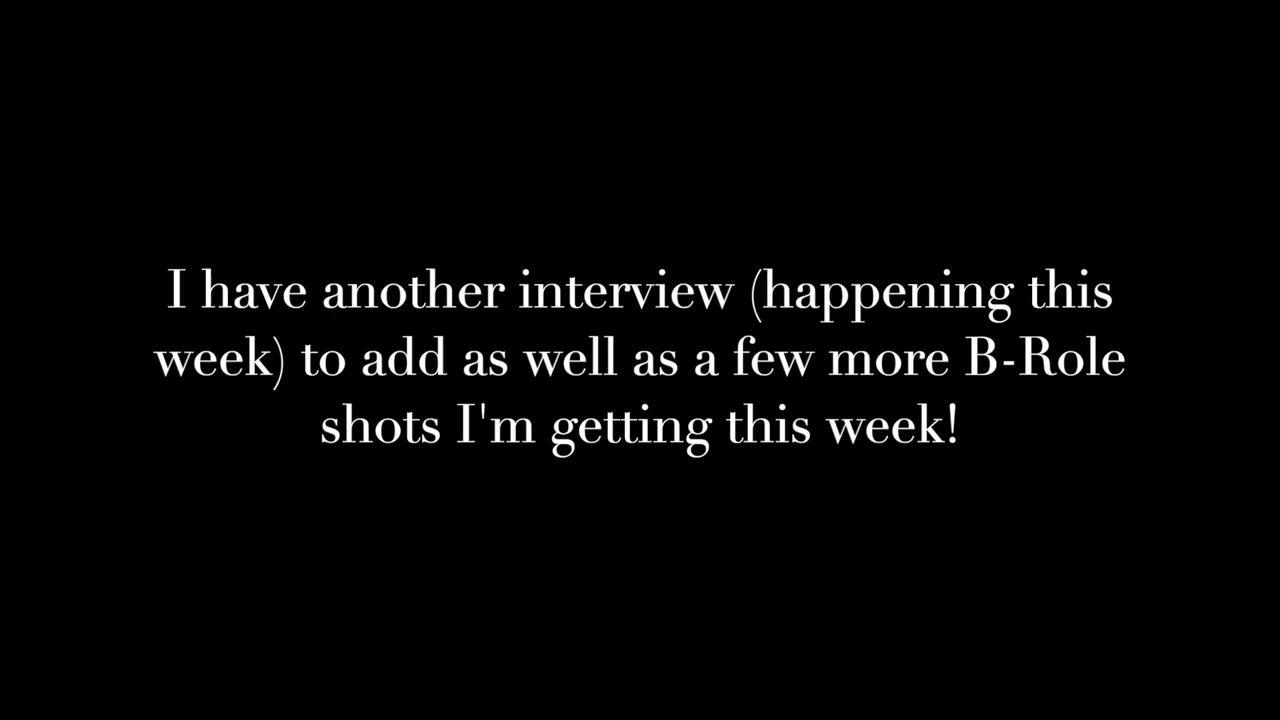 I have another interview (happening this
week) to add as well as a few more B-Role
shots I'm getting this week!